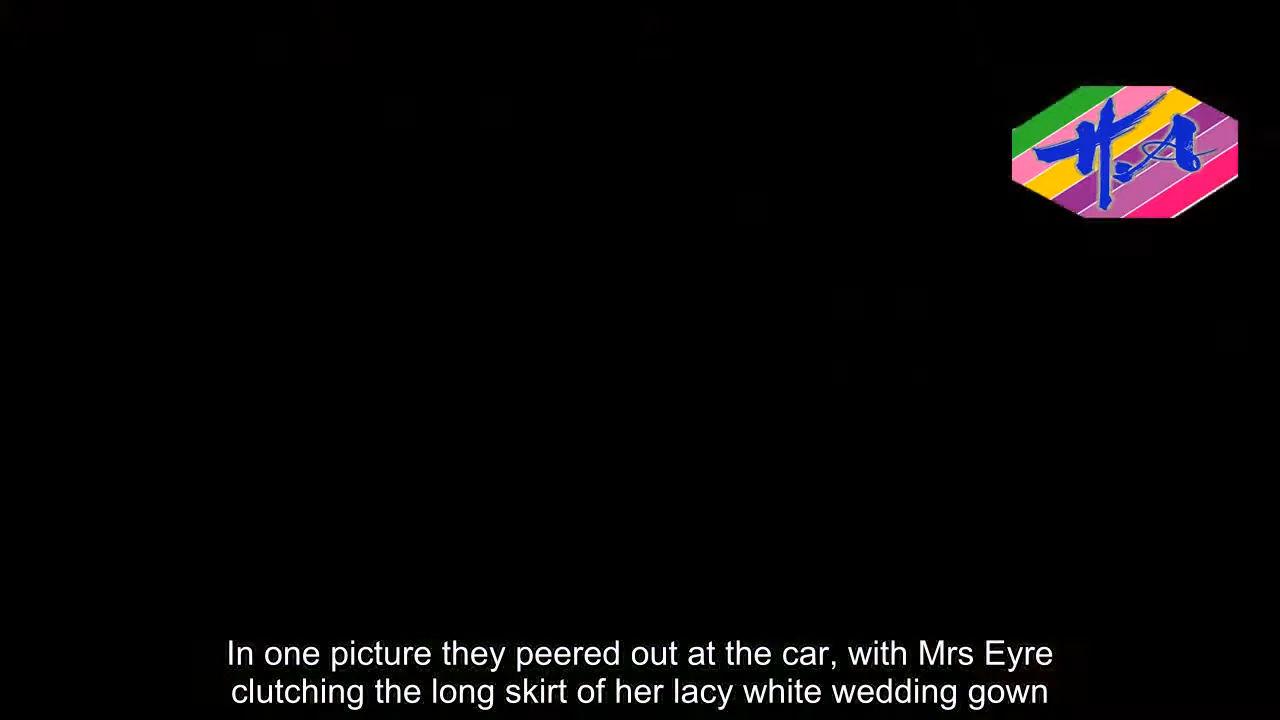 H.A
In one picture they peered out at the car, with Mrs Eyre
clutching the long skirt of her lacy white wedding gown